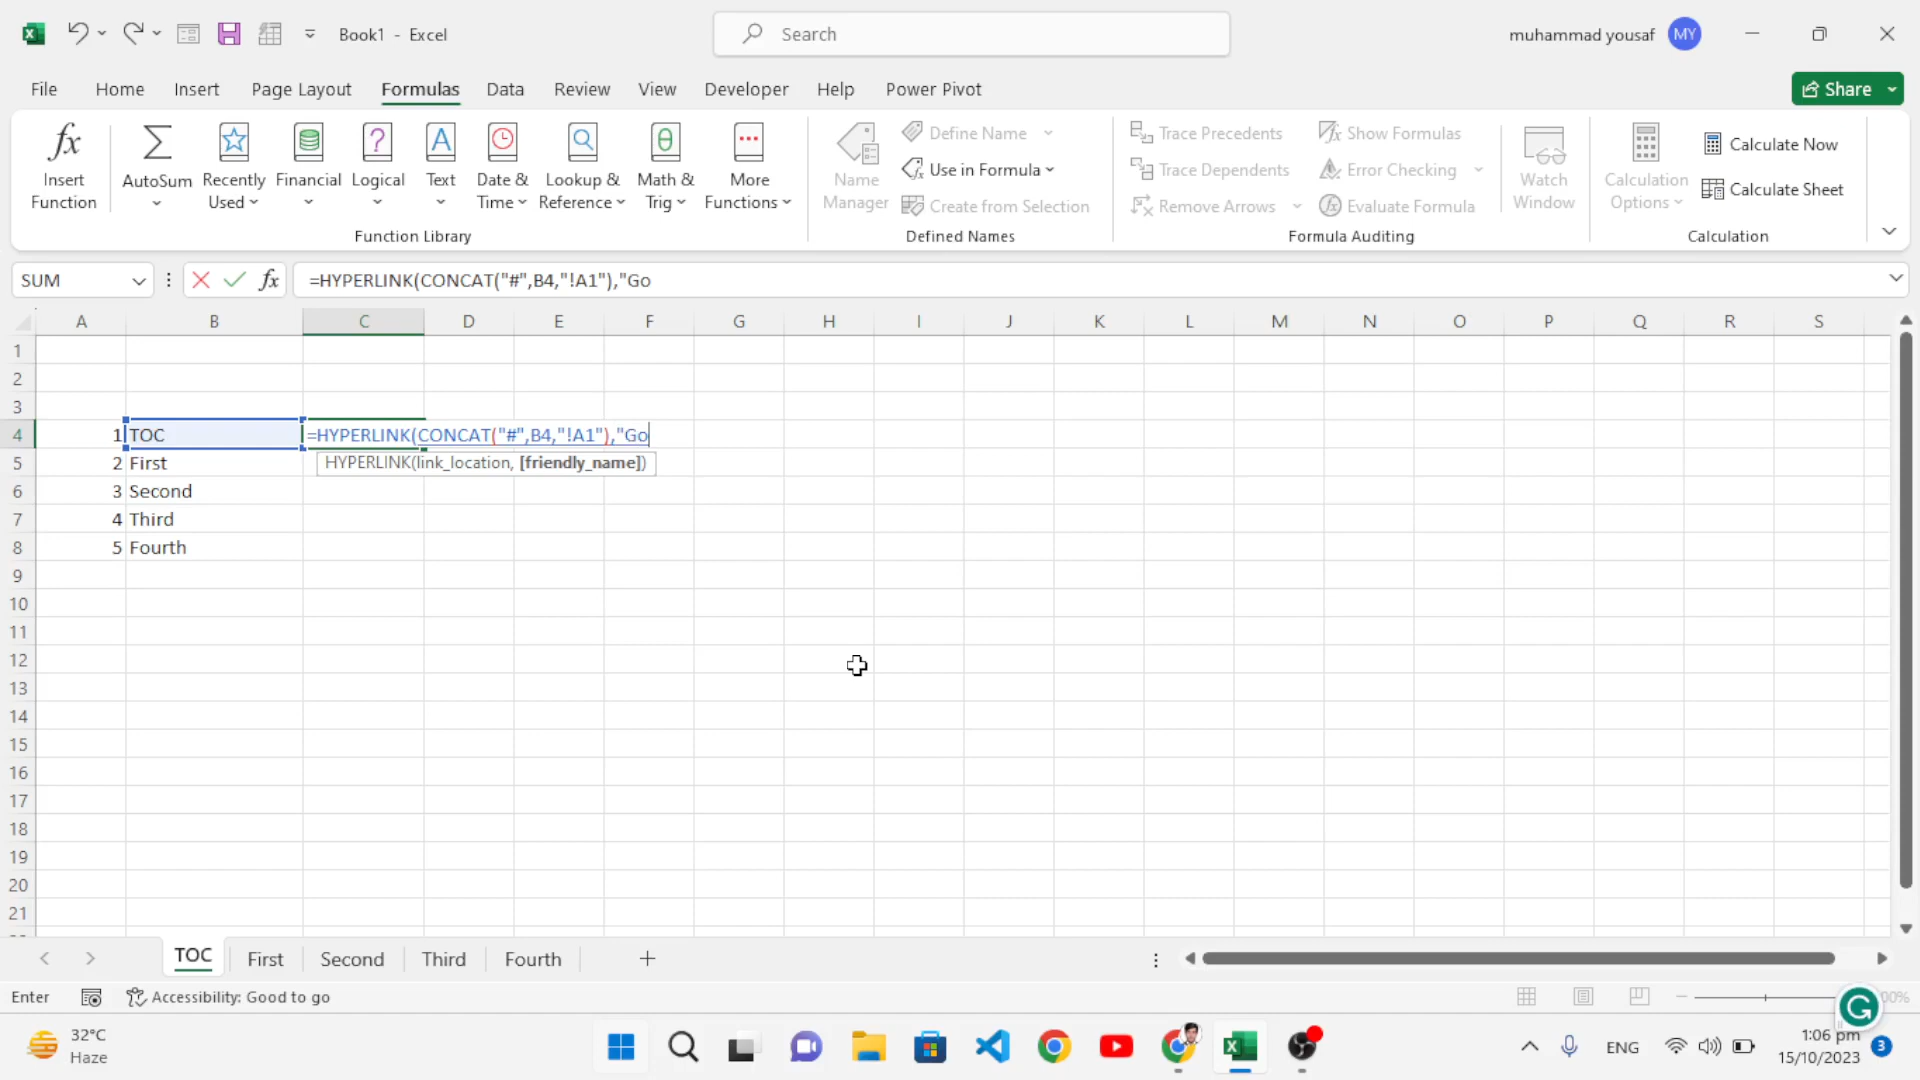 Book1 - Excel
Search
muhammad yousaf MY
File Home Insert Page Layout Formulas Data Review View Developer Help Power Pivot Share
Insert Function
AutoSum
Recently Used
Financial
Logical
Text
Date & Time
Lookup & Reference
Math & Trig
More Functions
Function Library
Name Manager
Define Name
Use in Formula
Create from Selection
Defined Names
Trace Precedents
Trace Dependents
Remove Arrows
Show Formulas
Error Checking
Evaluate Formula
Formula Auditing
Watch Window
Calculation Options
Calculate Now
Calculate Sheet
Calculation
SUM fx =HYPERLINK(CONCAT("#",B4,"!A1"),"Go
A B C D E F G H I J K L M N O P Q R S
1
2
3
4 1 TOC =HYPERLINK(CONCAT("#",B4,"!A1"),"Go
5 2 First HYPERLINK(link_location, [friendly_name])
6 3 Second
7 4 Third
8 5 Fourth
9
10
11
12
13
14
15
16
17
18
19
20
21
TOC First Second Third Fourth
Enter Accessibility: Good to go
32°C
Haze
ENG
1:06 pm
15/10/2023
3